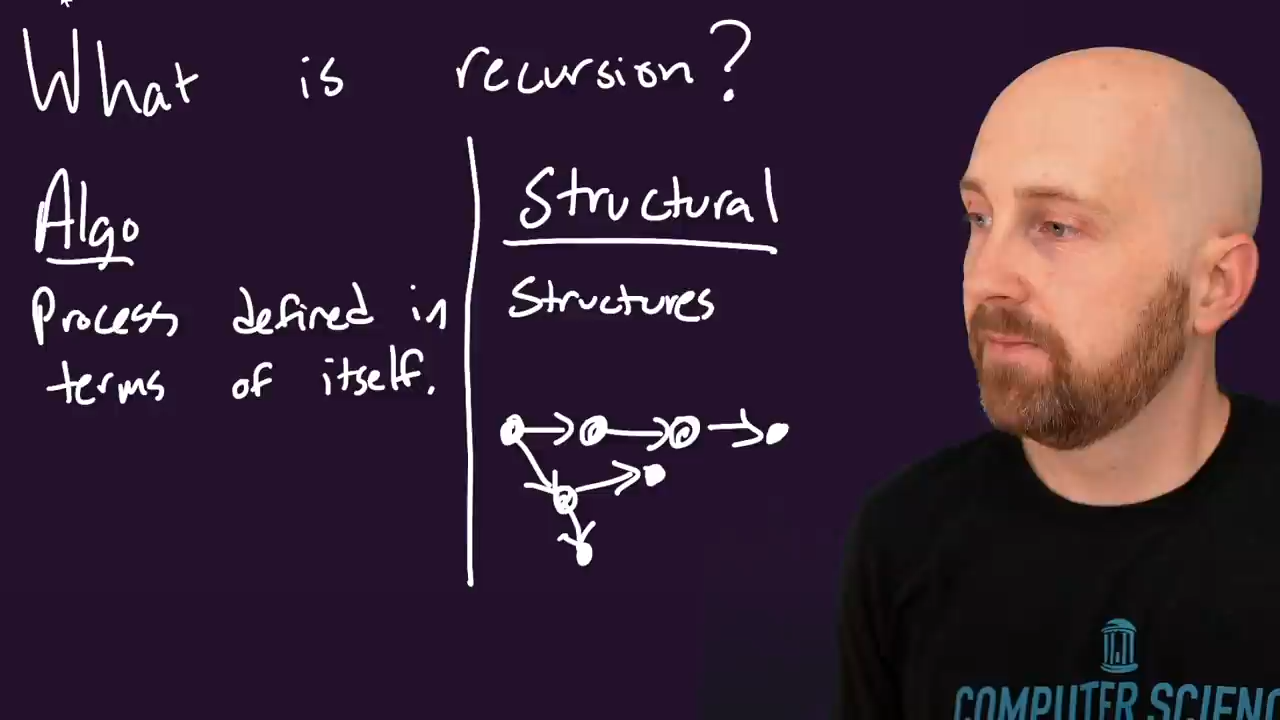 What is recursion?
Algo
Process defined in
terms of itself.
Structural
Structures
COMPUTER SCIENC